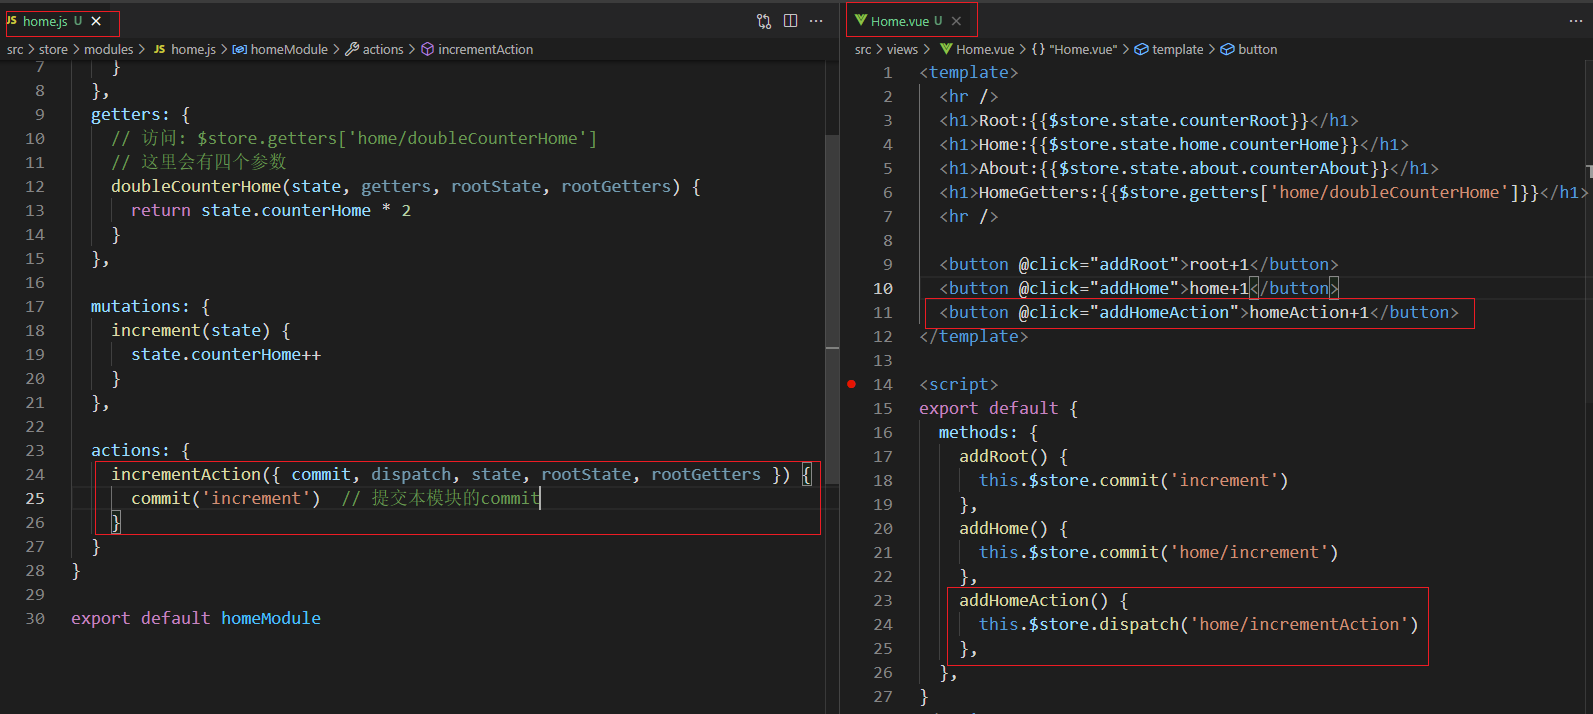 JS home.js U ×
src > store > modules > JS home.js > homeModule > actions > incrementAction
7 }
8 },
9 getters: {
10 // 访问: $store.getters['home/doubleCounterHome']
11 // 这里会有四个参数
12 doubleCounterHome(state, getters, rootState, rootGetters) {
13 return state.counterHome * 2
14 }
15 },
16
17 mutations: {
18 increment(state) {
19 state.counterHome++
20 }
21 },
22
23 actions: {
24 incrementAction({ commit, dispatch, state, rootState, rootGetters }) {
25 commit('increment')  // 提交本模块的commit
26 }
27 }
28 }
29
30 export default homeModule
Home.vue U ×
src > views > Home.vue > {} "Home.vue" > template > button
1 <template>
2 <hr />
3 <h1>Root:{{$store.state.counterRoot}}</h1>
4 <h1>Home:{{$store.state.home.counterHome}}</h1>
5 <h1>About:{{$store.state.about.counterAbout}}</h1>
6 <h1>HomeGetters:{{$store.getters['home/doubleCounterHome']}}</h1>
7 <hr />
8
9 <button @click="addRoot">root+1</button>
10 <button @click="addHome">home+1</button>
11 <button @click="addHomeAction">homeAction+1</button>
12 </template>
13
14 <script>
15 export default {
16 methods: {
17 addRoot() {
18 this.$store.commit('increment')
19 },
20 addHome() {
21 this.$store.commit('home/increment')
22 },
23 addHomeAction() {
24 this.$store.dispatch('home/incrementAction')
25 },
26 },
27 }